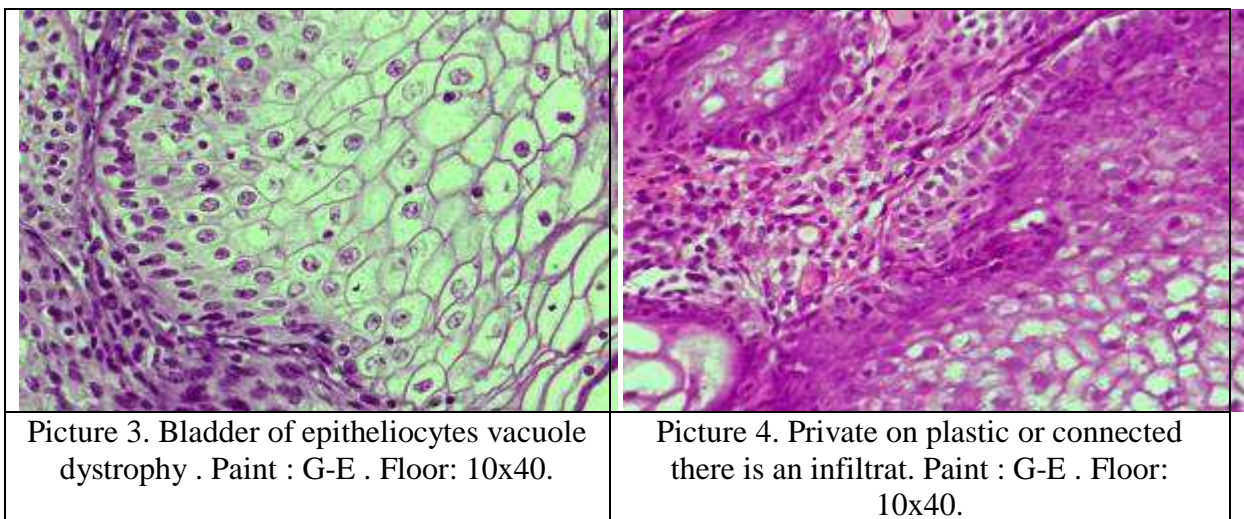 Picture 3. Bladder of epitheliocytes vacuole
dystrophy . Paint : G-E . Floor: 10x40.
Picture 4. Private on plastic or connected
there is an infiltrat. Paint : G-E . Floor:
10x40.